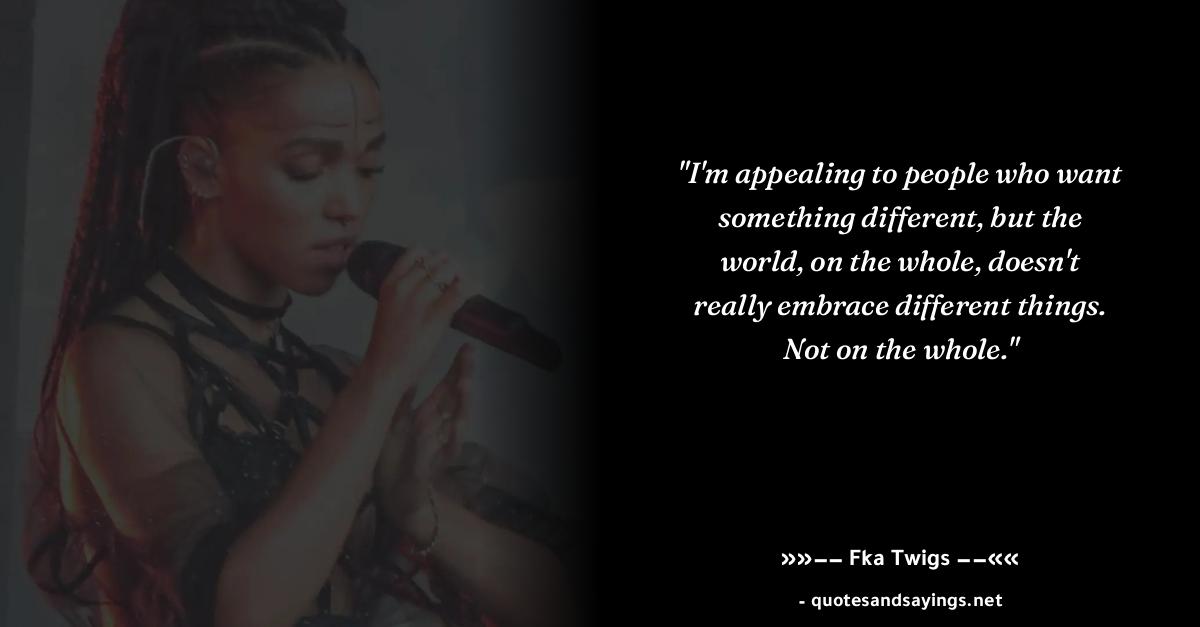 "I'm appealing to people who want
something different, but the
world, on the whole, doesn't
really embrace different things.
Not on the whole."
»»–– Fka Twigs ––««
- quotesandsayings.net